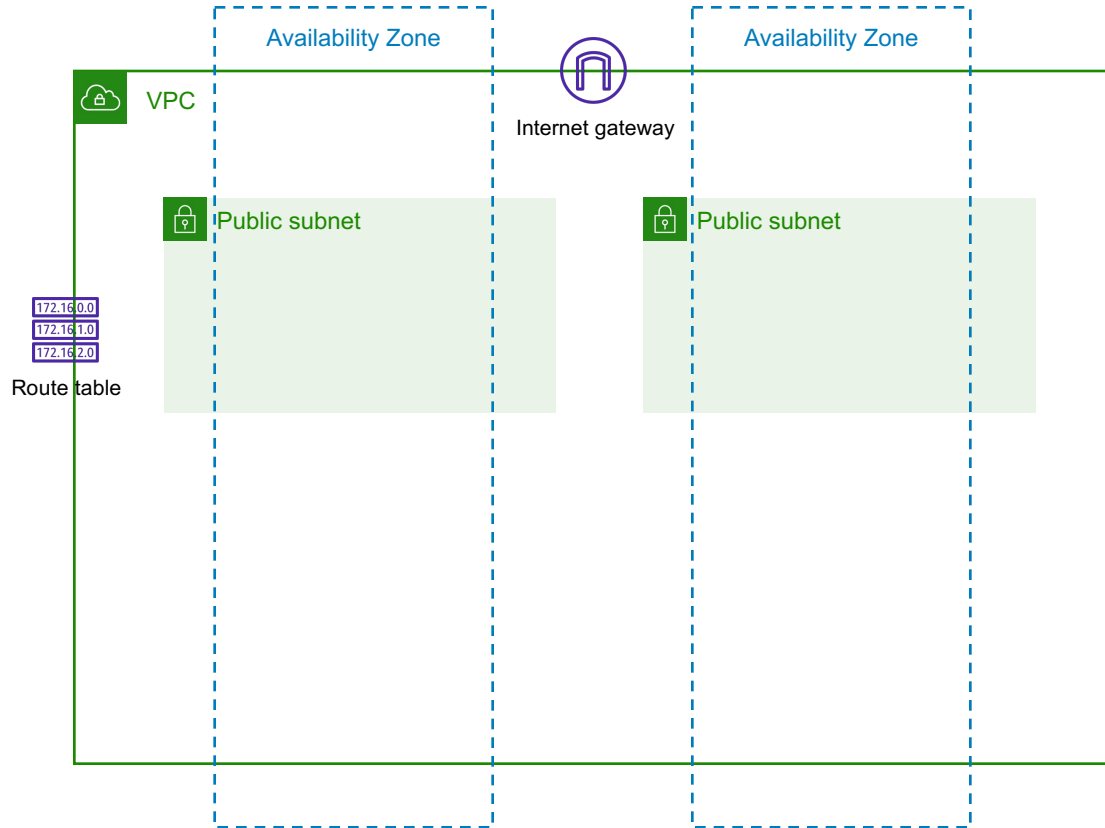 Availability Zone
Availability Zone
VPC
Internet gateway
Public subnet
Public subnet
172.16.0.0
172.16.1.0
172.16.2.0
Route table